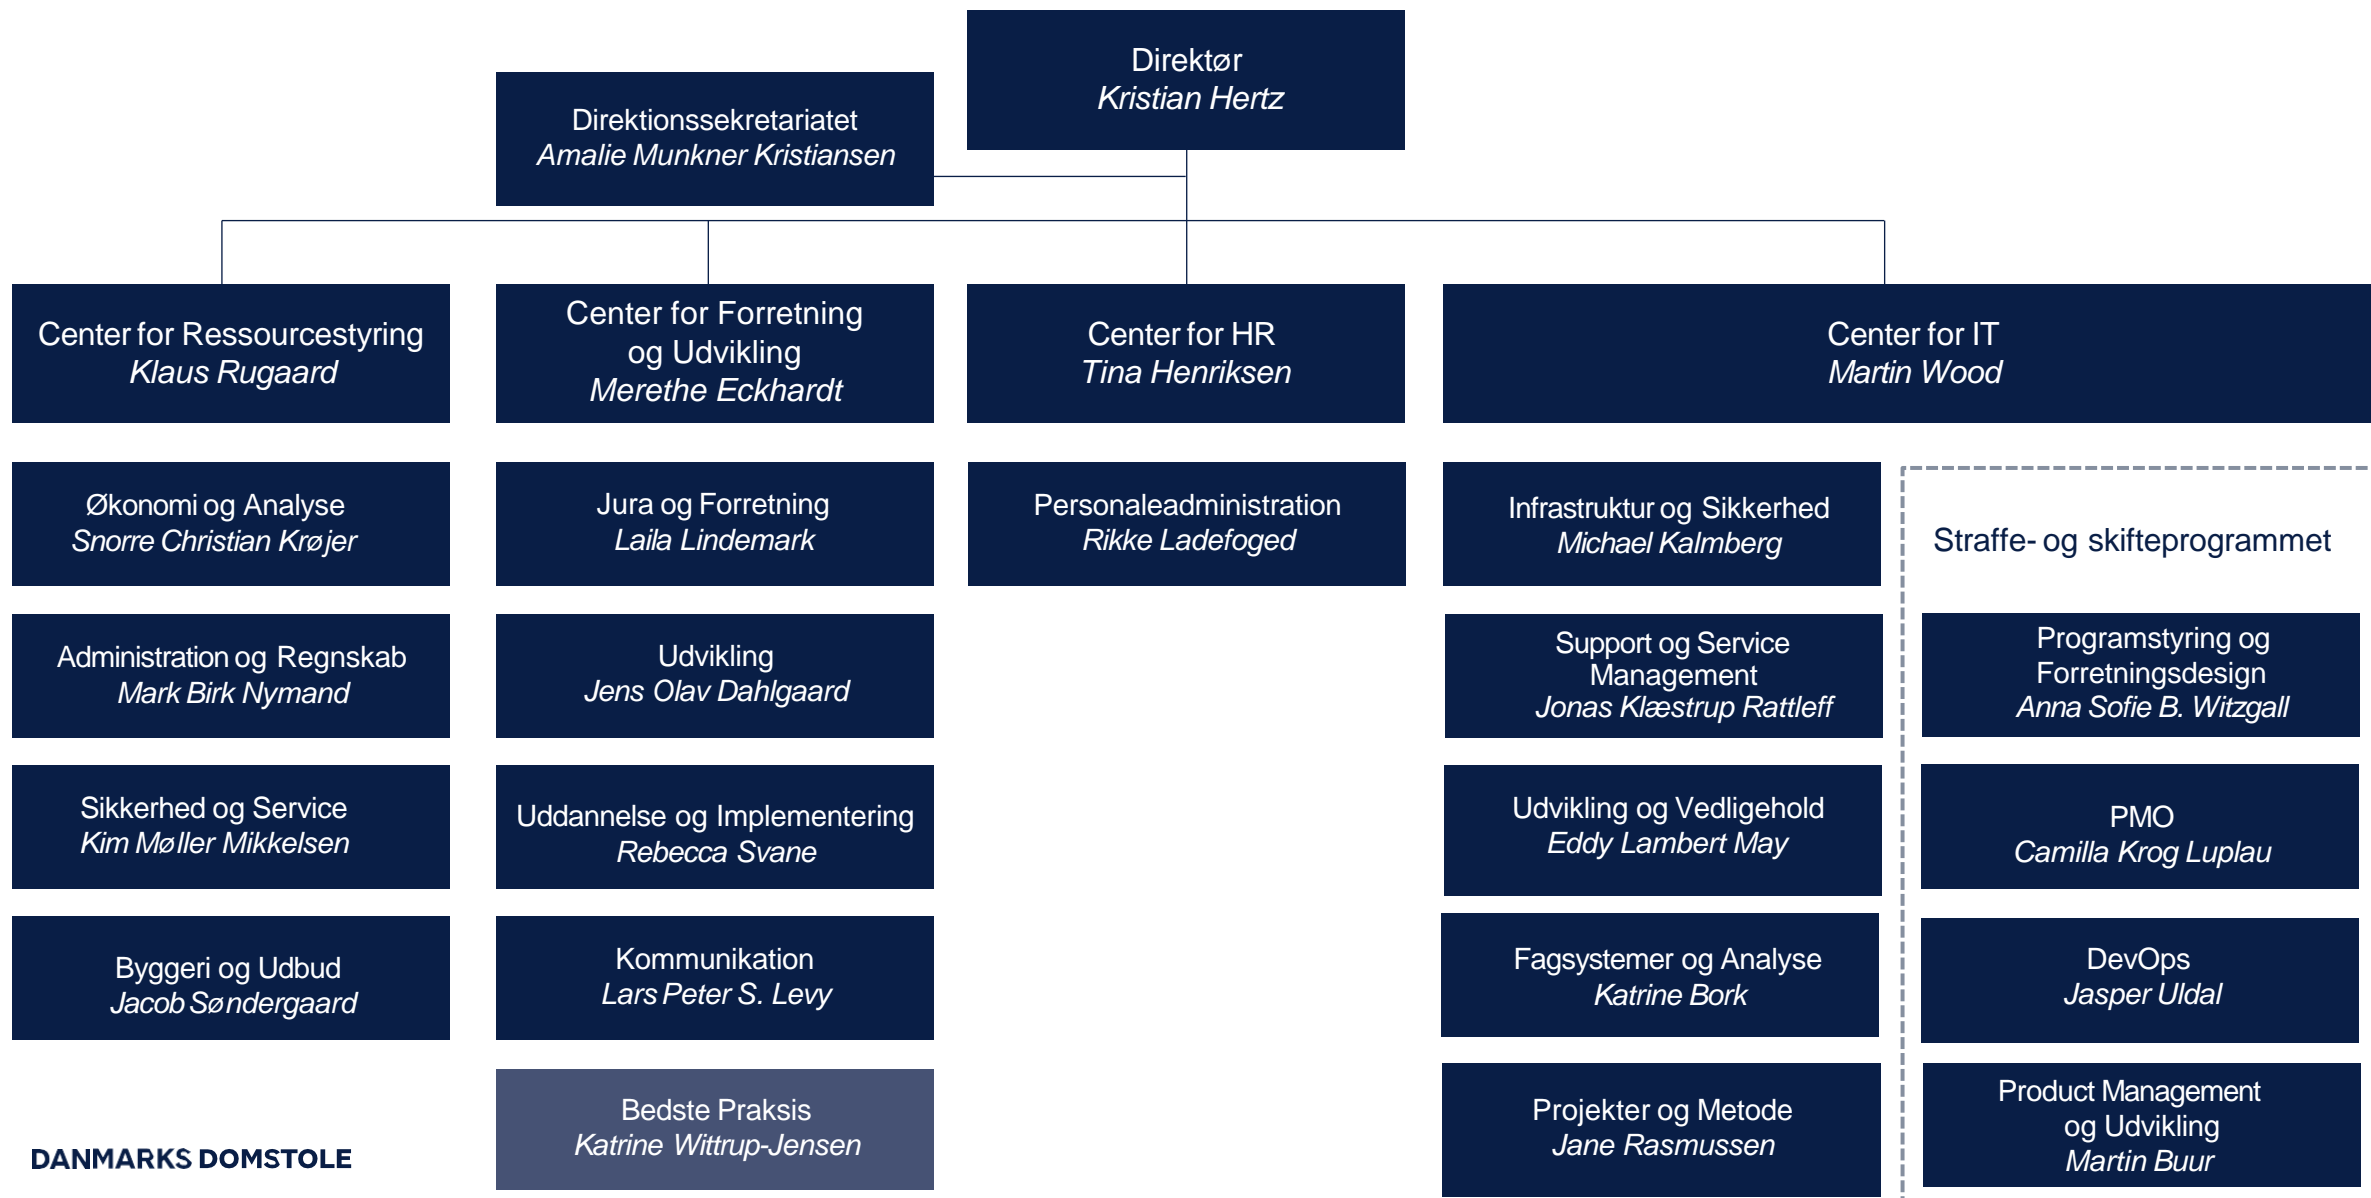 Direktør
Kristian Hertz
Direktionssekretariatet
Amalie Munkner Kristiansen
Center for Ressourcestyring
Klaus Rugaard
Center for Forretning
og Udvikling
Merethe Eckhardt
Center for HR
Tina Henriksen
Center for IT
Martin Wood
Økonomi og Analyse
Snorre Christian Krøjer
Administration og Regnskab
Mark Birk Nymand
Sikkerhed og Service
Kim Møller Mikkelsen
Byggeri og Udbud
Jacob Søndergaard
Jura og Forretning
Laila Lindemark
Udvikling
Jens Olav Dahlgaard
Uddannelse og Implementering
Rebecca Svane
Kommunikation
Lars Peter S. Levy
Bedste Praksis
Katrine Wittrup-Jensen
Personaleadministration
Rikke Ladefoged
Infrastruktur og Sikkerhed
Michael Kalmberg
Support og Service
Management
Jonas Klæstrup Rattleff
Udvikling og Vedligehold
Eddy Lambert May
Fagsystemer og Analyse
Katrine Bork
Projekter og Metode
Jane Rasmussen
Straffe- og skifteprogrammet
Programstyring og
Forretningsdesign
Anna Sofie B. Witzgall
PMO
Camilla Krog Luplau
DevOps
Jasper Uldal
Product Management
og Udvikling
Martin Buur
DANMARKS DOMSTOLE